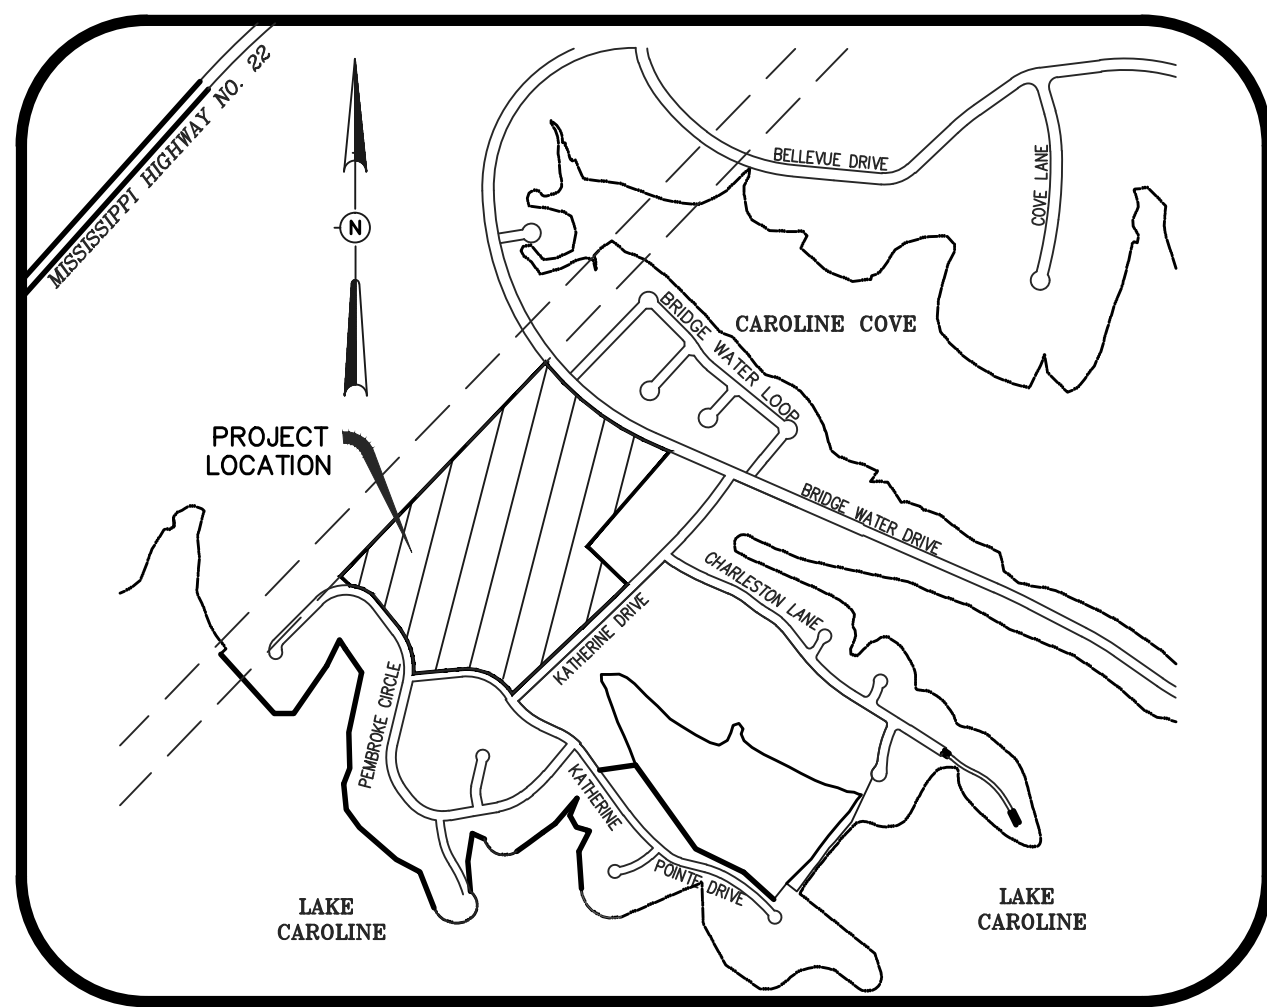 MISSISSIPPI HIGHWAY NO. 22
N
BELLEVUE DRIVE
COVE LANE
BRIDGE WATER LOOP
CAROLINE COVE
PROJECT
LOCATION
BRIDGE WATER DRIVE
CHARLESTON LANE
KATHERINE DRIVE
PEMBROKE CIRCLE
KATHERINE
POINTE DRIVE
LAKE
CAROLINE
LAKE
CAROLINE